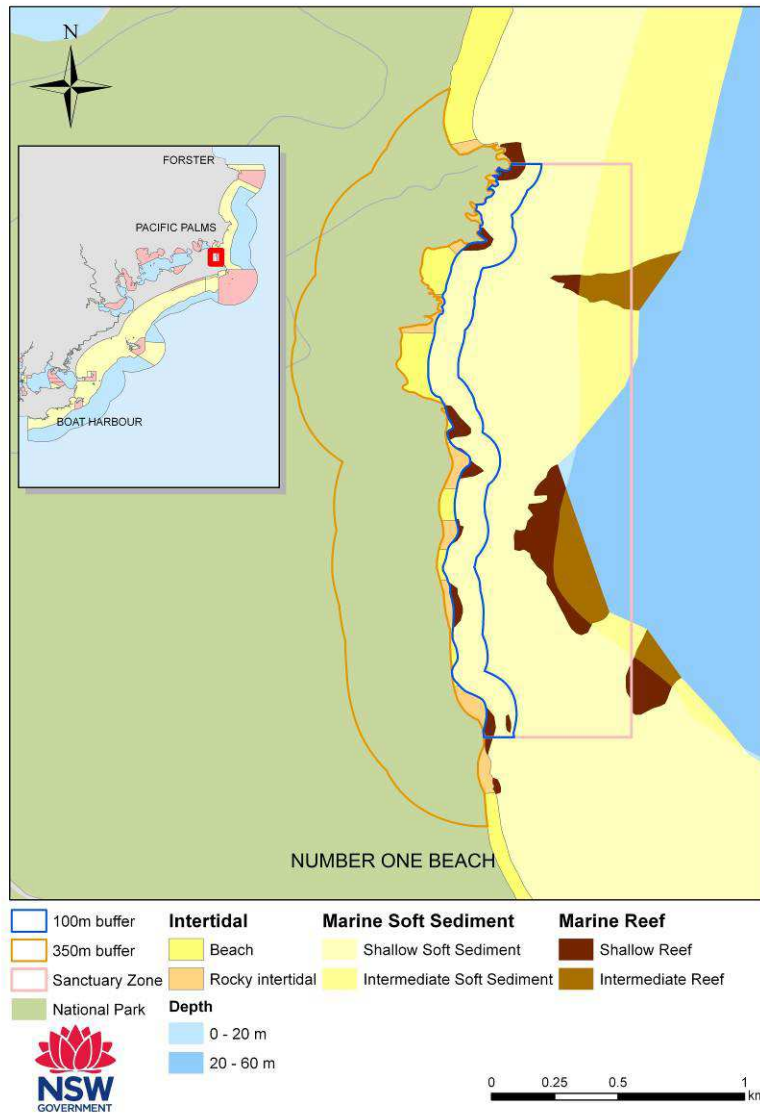 N
FORSTER
PACIFIC PALMS
BOAT HARBOUR
NUMBER ONE BEACH
100m buffer
350m buffer
Sanctuary Zone
National Park
Intertidal
Beach
Rocky intertidal
Depth
0 - 20 m
20 - 60 m
Marine Soft Sediment
Shallow Soft Sediment
Intermediate Soft Sediment
Marine Reef
Shallow Reef
Intermediate Reef
NSW
GOVERNMENT
0 0.25 0.5 1
km